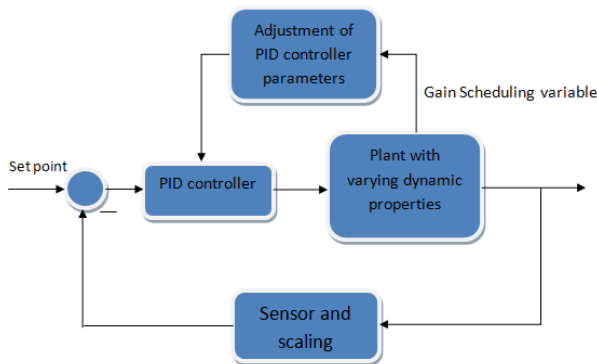 Adjustment of
PID controller
parameters
Gain Scheduling variable
Set point
PID controller
Plant with
varying dynamic
properties
—
Sensor and
scaling